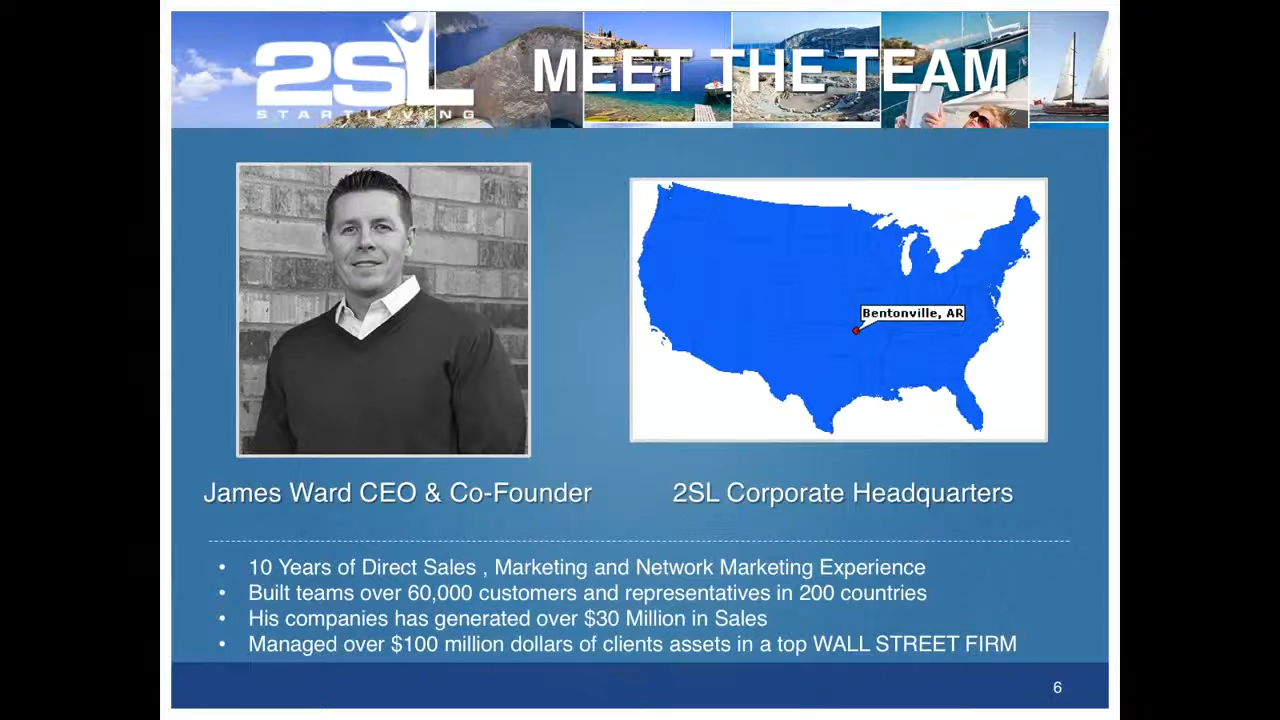 2SL
STARTLIVING
MEET THE TEAM
Bentonville, AR
James Ward CEO & Co-Founder
2SL Corporate Headquarters
• 10 Years of Direct Sales , Marketing and Network Marketing Experience
• Built teams over 60,000 customers and representatives in 200 countries
• His companies has generated over $30 Million in Sales
• Managed over $100 million dollars of clients assets in a top WALL STREET FIRM
6